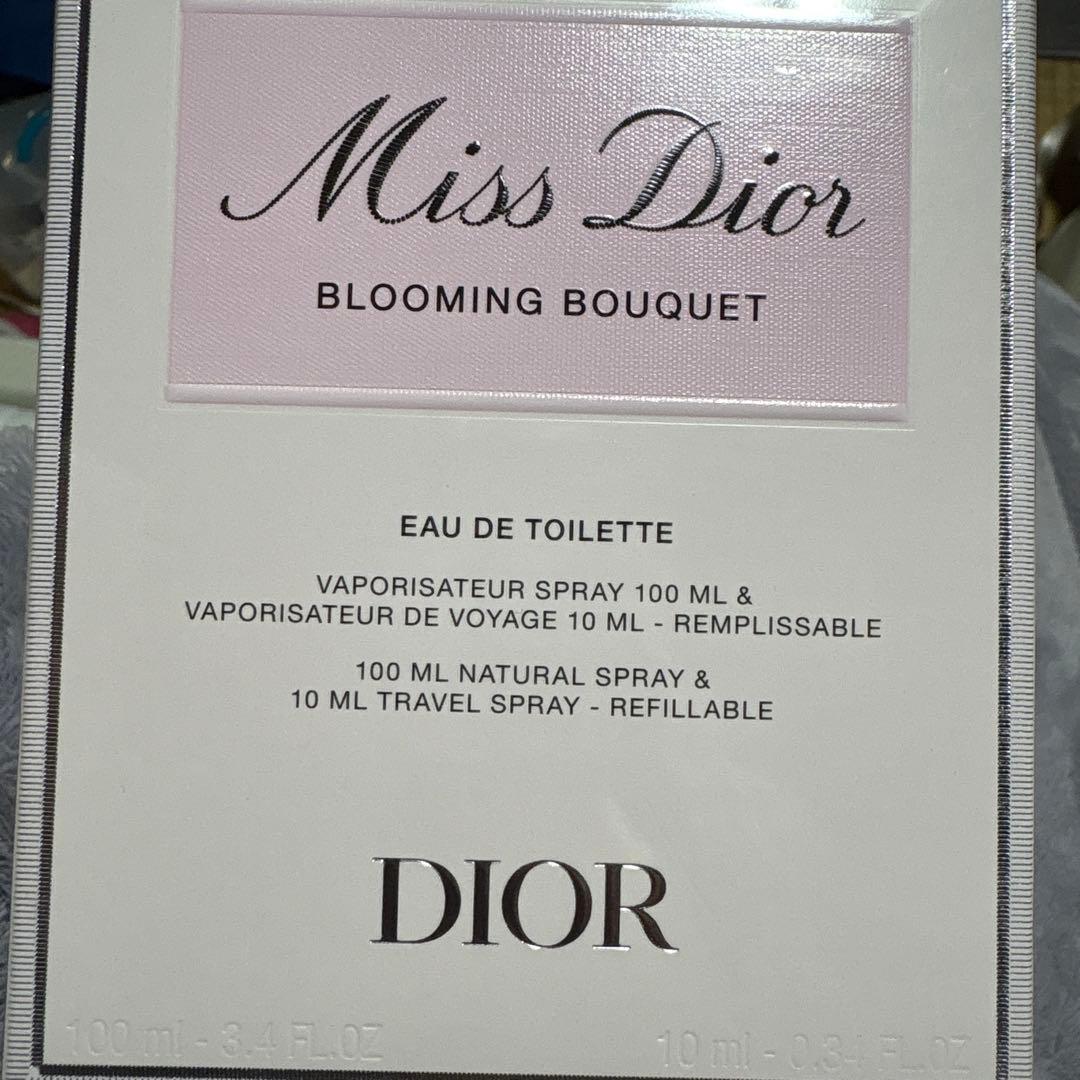 Miss Dior
BLOOMING BOUQUET
EAU DE TOILETTE
VAPORISATEUR SPRAY 100 ML &
VAPORISATEUR DE VOYAGE 10 ML - REMPLISSABLE
100 ML NATURAL SPRAY &
10 ML TRAVEL SPRAY - REFILLABLE
DIOR
100 ml - 3.4 FL.OZ
10 ml - 0.34 FL.OZ